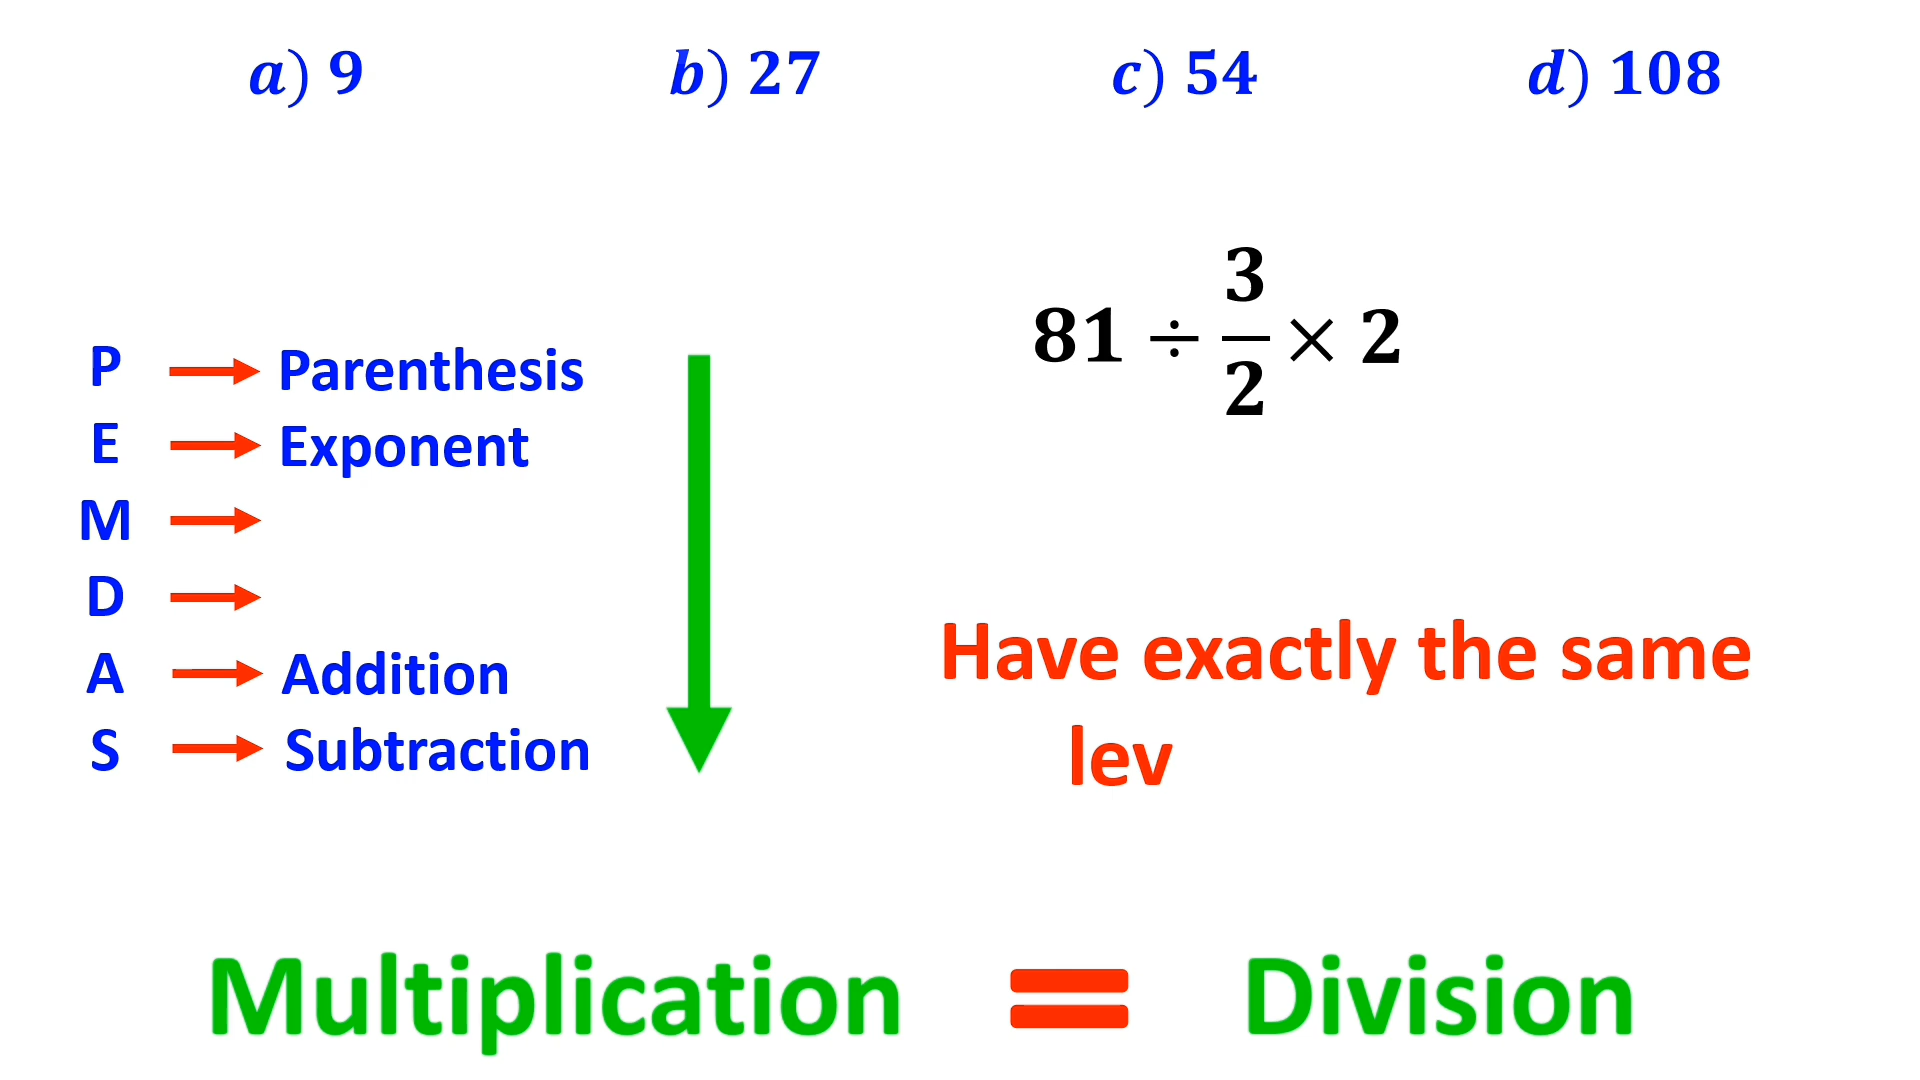 a) 9 b) 27 c) 54 d) 108
81 ÷ 3/2 × 2
P → Parenthesis
E → Exponent
M →
D →
A → Addition
S → Subtraction
Have exactly the same
lev
Multiplication = Division